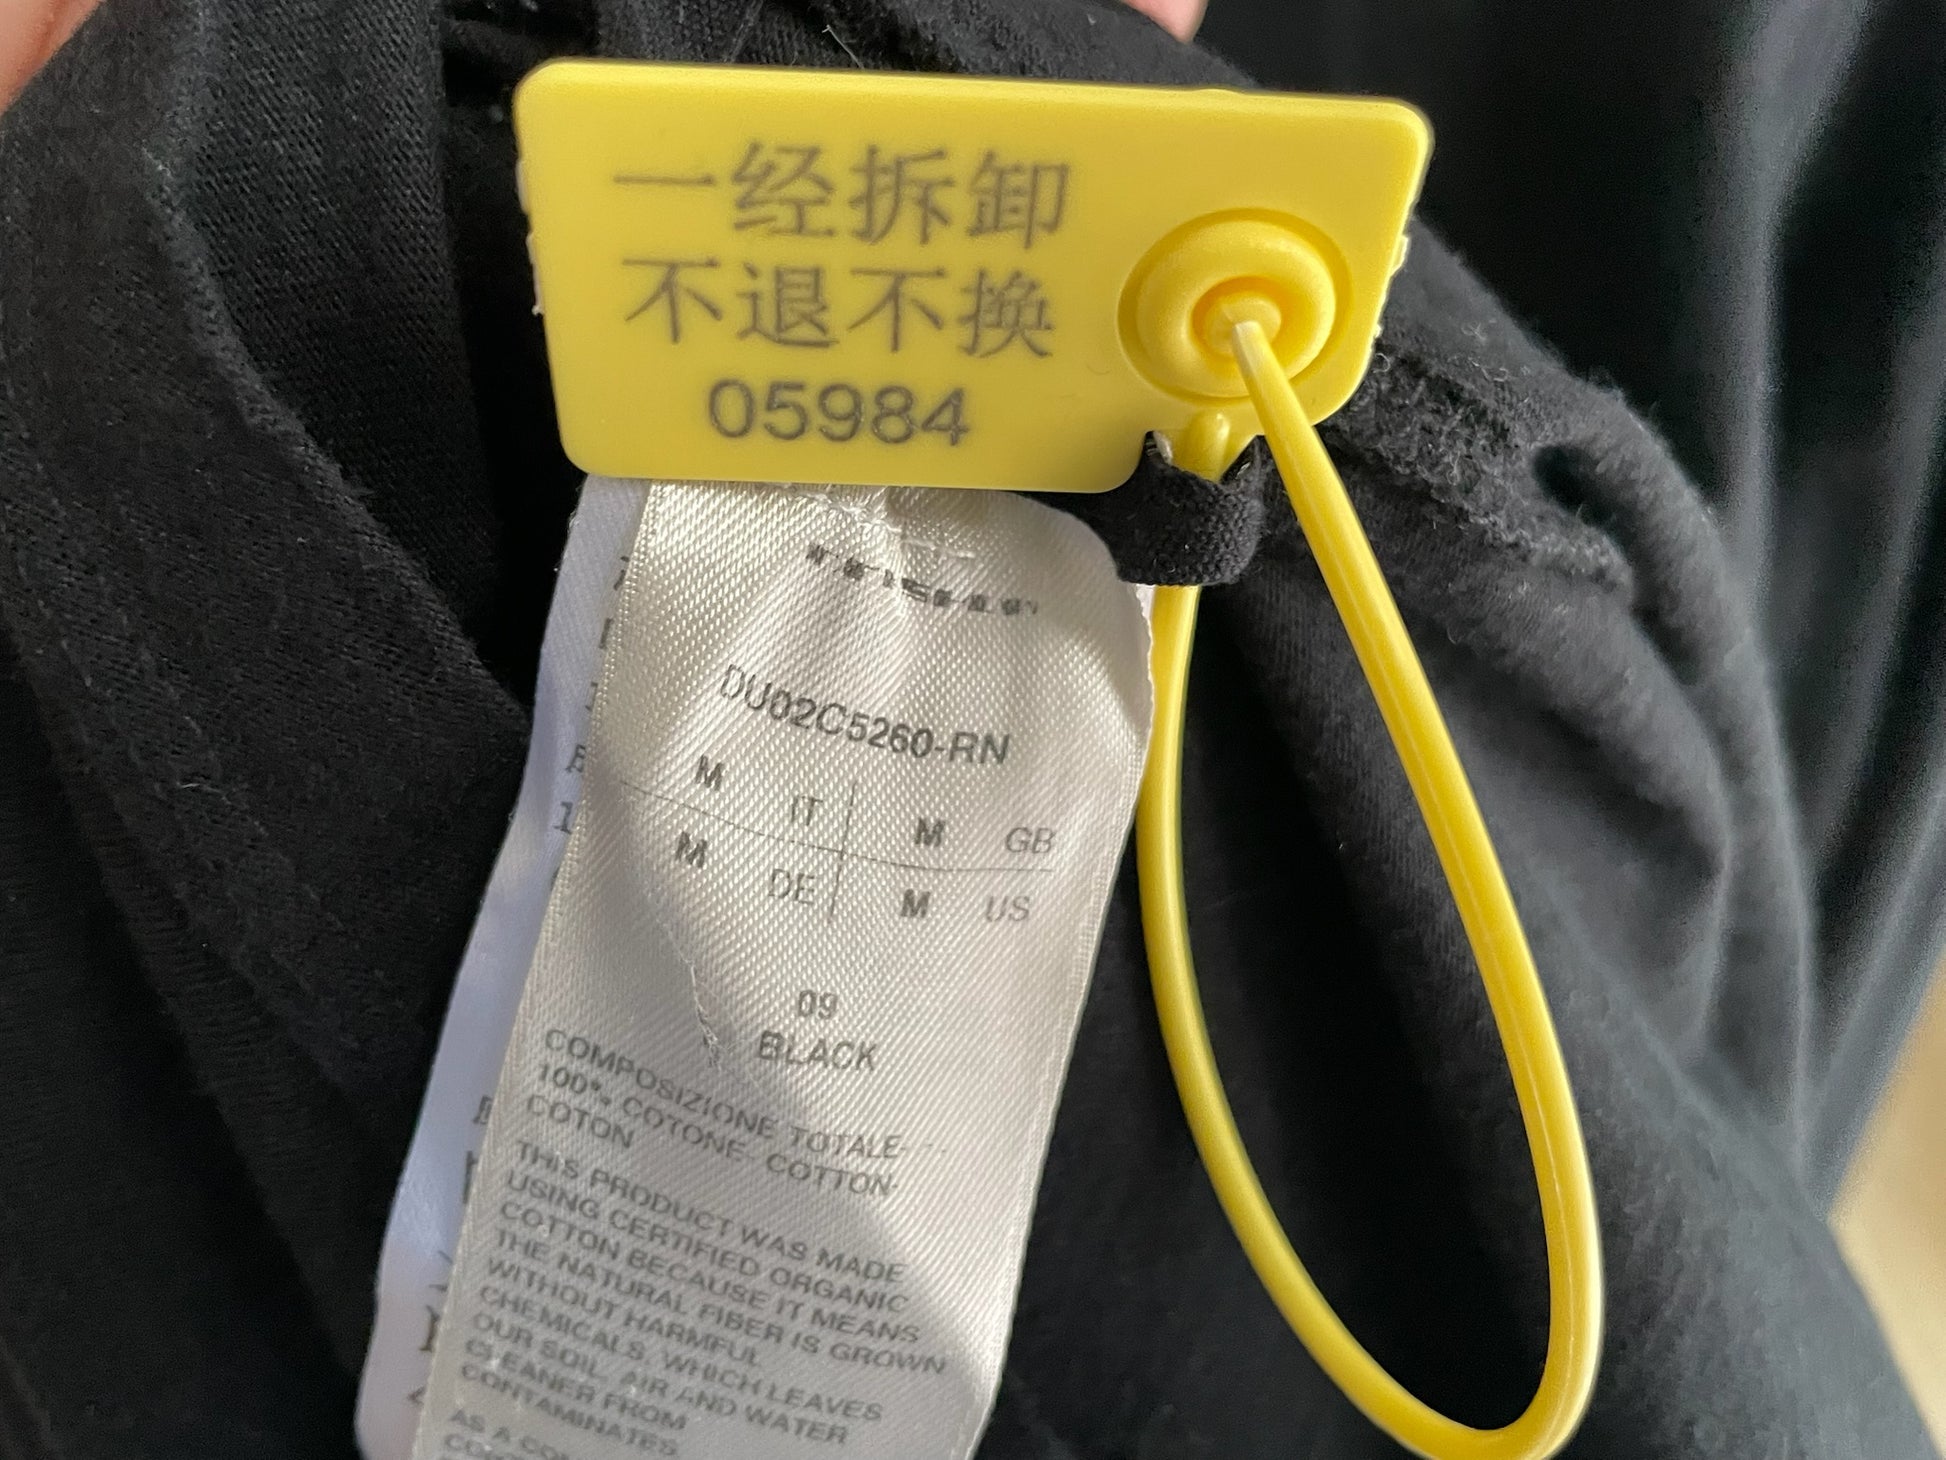 一经拆卸
不退不换
05984
DU02C5260-RN
M IT M GB
M DE M US
09
BLACK
COMPOSIZIONE TOTALE-
100% COTONE- COTTON-
COTON
THIS PRODUCT WAS MADE
USING CERTIFIED ORGANIC
COTTON BECAUSE IT MEANS
THE NATURAL FIBER IS GROWN
WITHOUT HARMFUL
CHEMICALS, WHICH LEAVES
OUR SOIL, AIR AND WATER
CLEANER FROM
CONTAMINATES
AS A